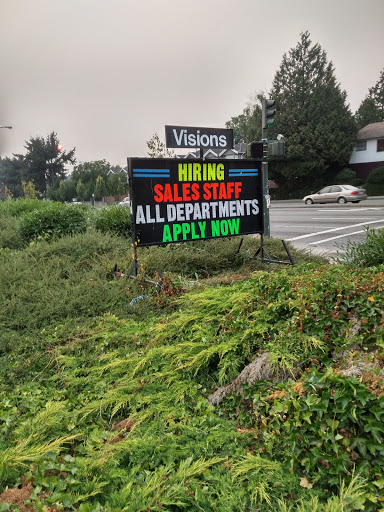 Visions
HIRING
SALES STAFF
ALL DEPARTMENTS
APPLY NOW